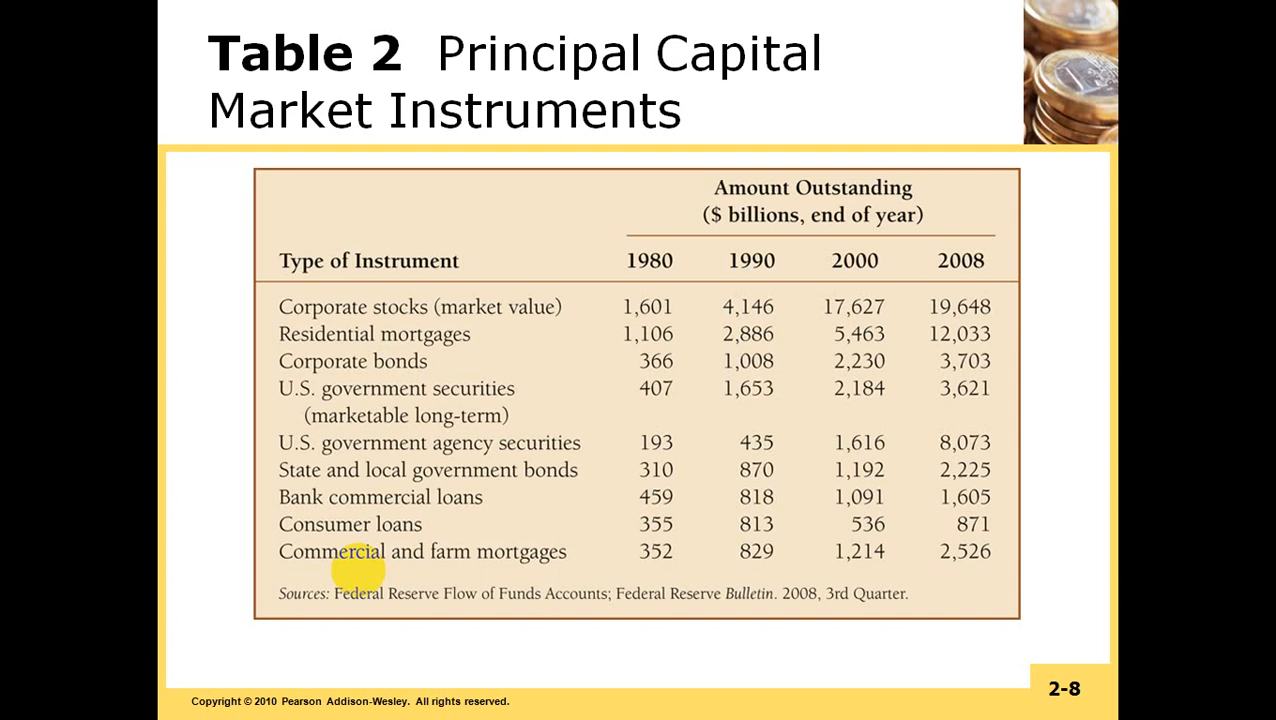 Table 2 Principal Capital
Market Instruments
Amount Outstanding
($ billions, end of year)
Type of Instrument 1980 1990 2000 2008
Corporate stocks (market value) 1,601 4,146 17,627 19,648
Residential mortgages 1,106 2,886 5,463 12,033
Corporate bonds 366 1,008 2,230 3,703
U.S. government securities 407 1,653 2,184 3,621
(marketable long-term)
U.S. government agency securities 193 435 1,616 8,073
State and local government bonds 310 870 1,192 2,225
Bank commercial loans 459 818 1,091 1,605
Consumer loans 355 813 536 871
Commercial and farm mortgages 352 829 1,214 2,526
Sources: Federal Reserve Flow of Funds Accounts; Federal Reserve Bulletin. 2008, 3rd Quarter.
2-8
Copyright © 2010 Pearson Addison-Wesley. All rights reserved.